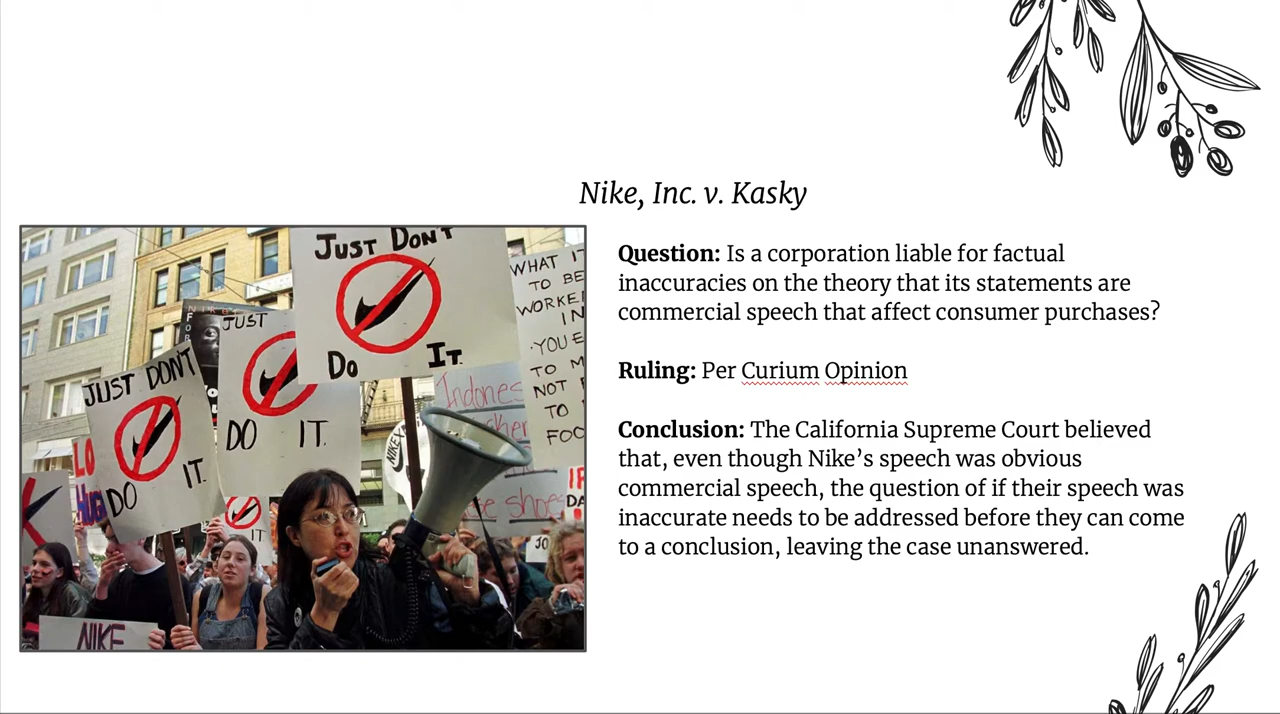 Nike, Inc. v. Kasky
Question: Is a corporation liable for factual
inaccuracies on the theory that its statements are
commercial speech that affect consumer purchases?
Ruling: Per Curium Opinion
Conclusion: The California Supreme Court believed
that, even though Nike’s speech was obvious
commercial speech, the question of if their speech was
inaccurate needs to be addressed before they can come
to a conclusion, leaving the case unanswered.
JUST DON'T
DO IT.
JUST
DO IT.
JUST DON'T
DO IT.
WHAT IT
TO BE
WORKE
IN
YOU E
TO M
NOT
TO
FOO
Indones
shoes
NIKE
IT
NIKE